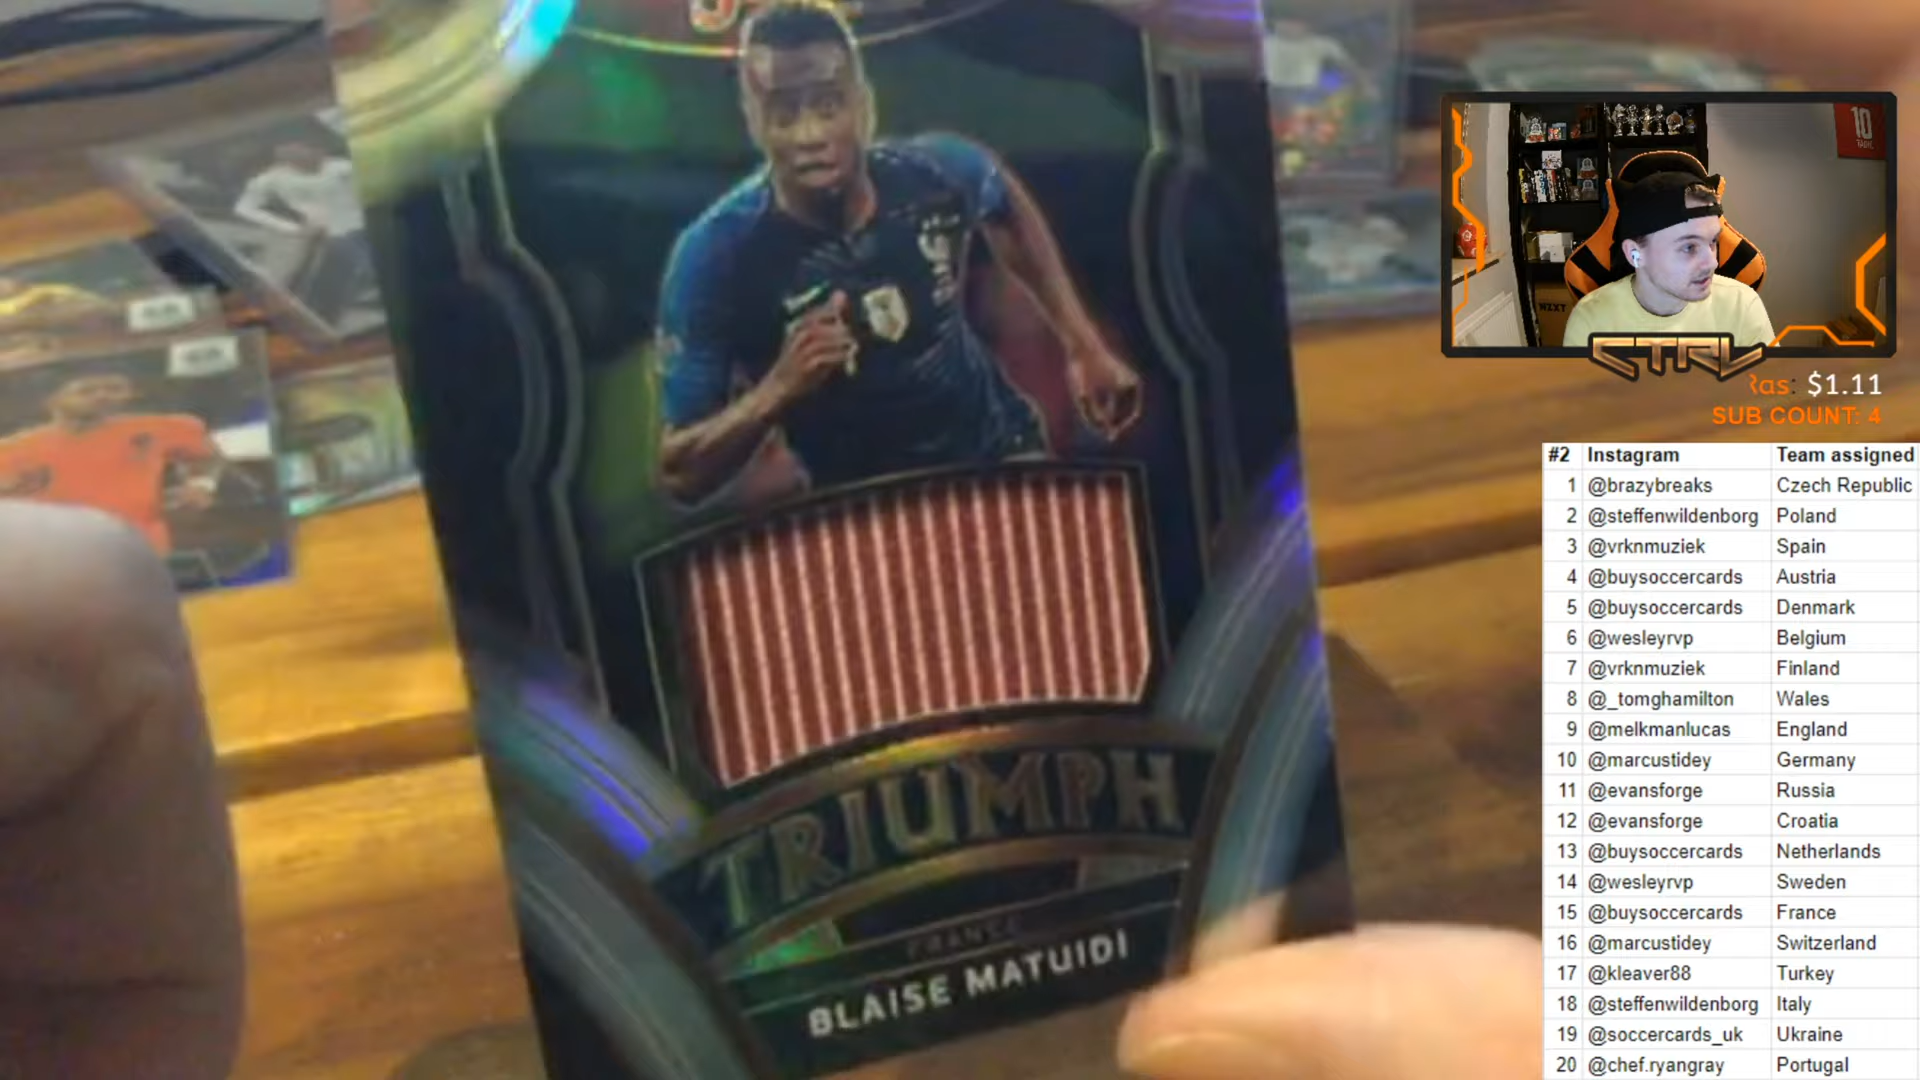 TRIUMPH
FRANCE
BLAISE MATUIDI
10
NZXT
CTRL
Ras: $1.11
SUB COUNT: 4
#2 Instagram Team assigned
1 @brazybreaks Czech Republic
2 @steffenwildenborg Poland
3 @vrknmuziek Spain
4 @buysoccercards Austria
5 @buysoccercards Denmark
6 @wesleyrvp Belgium
7 @vrknmuziek Finland
8 @_tomghamilton Wales
9 @melkmanlucas England
10 @marcustidey Germany
11 @evansforge Russia
12 @evansforge Croatia
13 @buysoccercards Netherlands
14 @wesleyrvp Sweden
15 @buysoccercards France
16 @marcustidey Switzerland
17 @kleaver88 Turkey
18 @steffenwildenborg Italy
19 @soccercards_uk Ukraine
20 @chef.ryangray Portugal